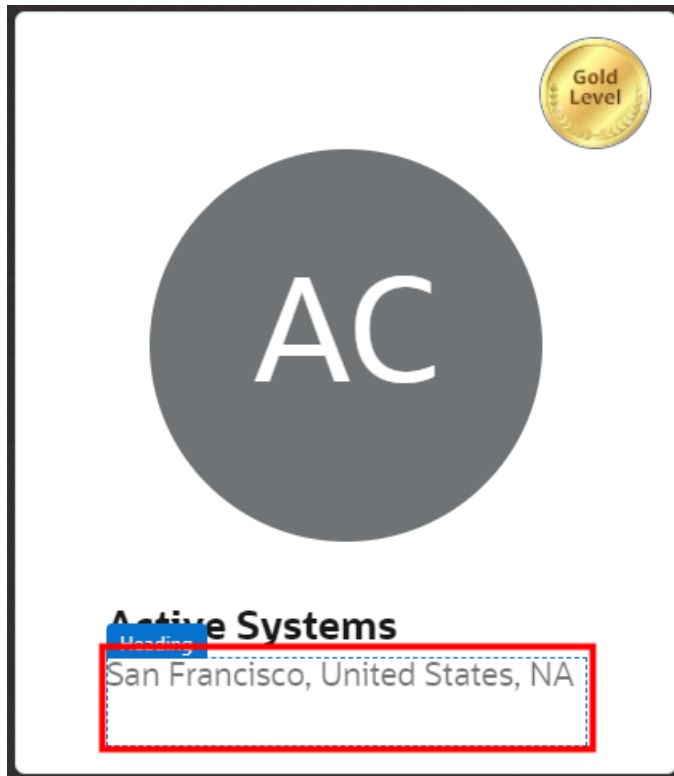 Gold
Level
AC
Active Systems
Heading
San Francisco, United States, NA